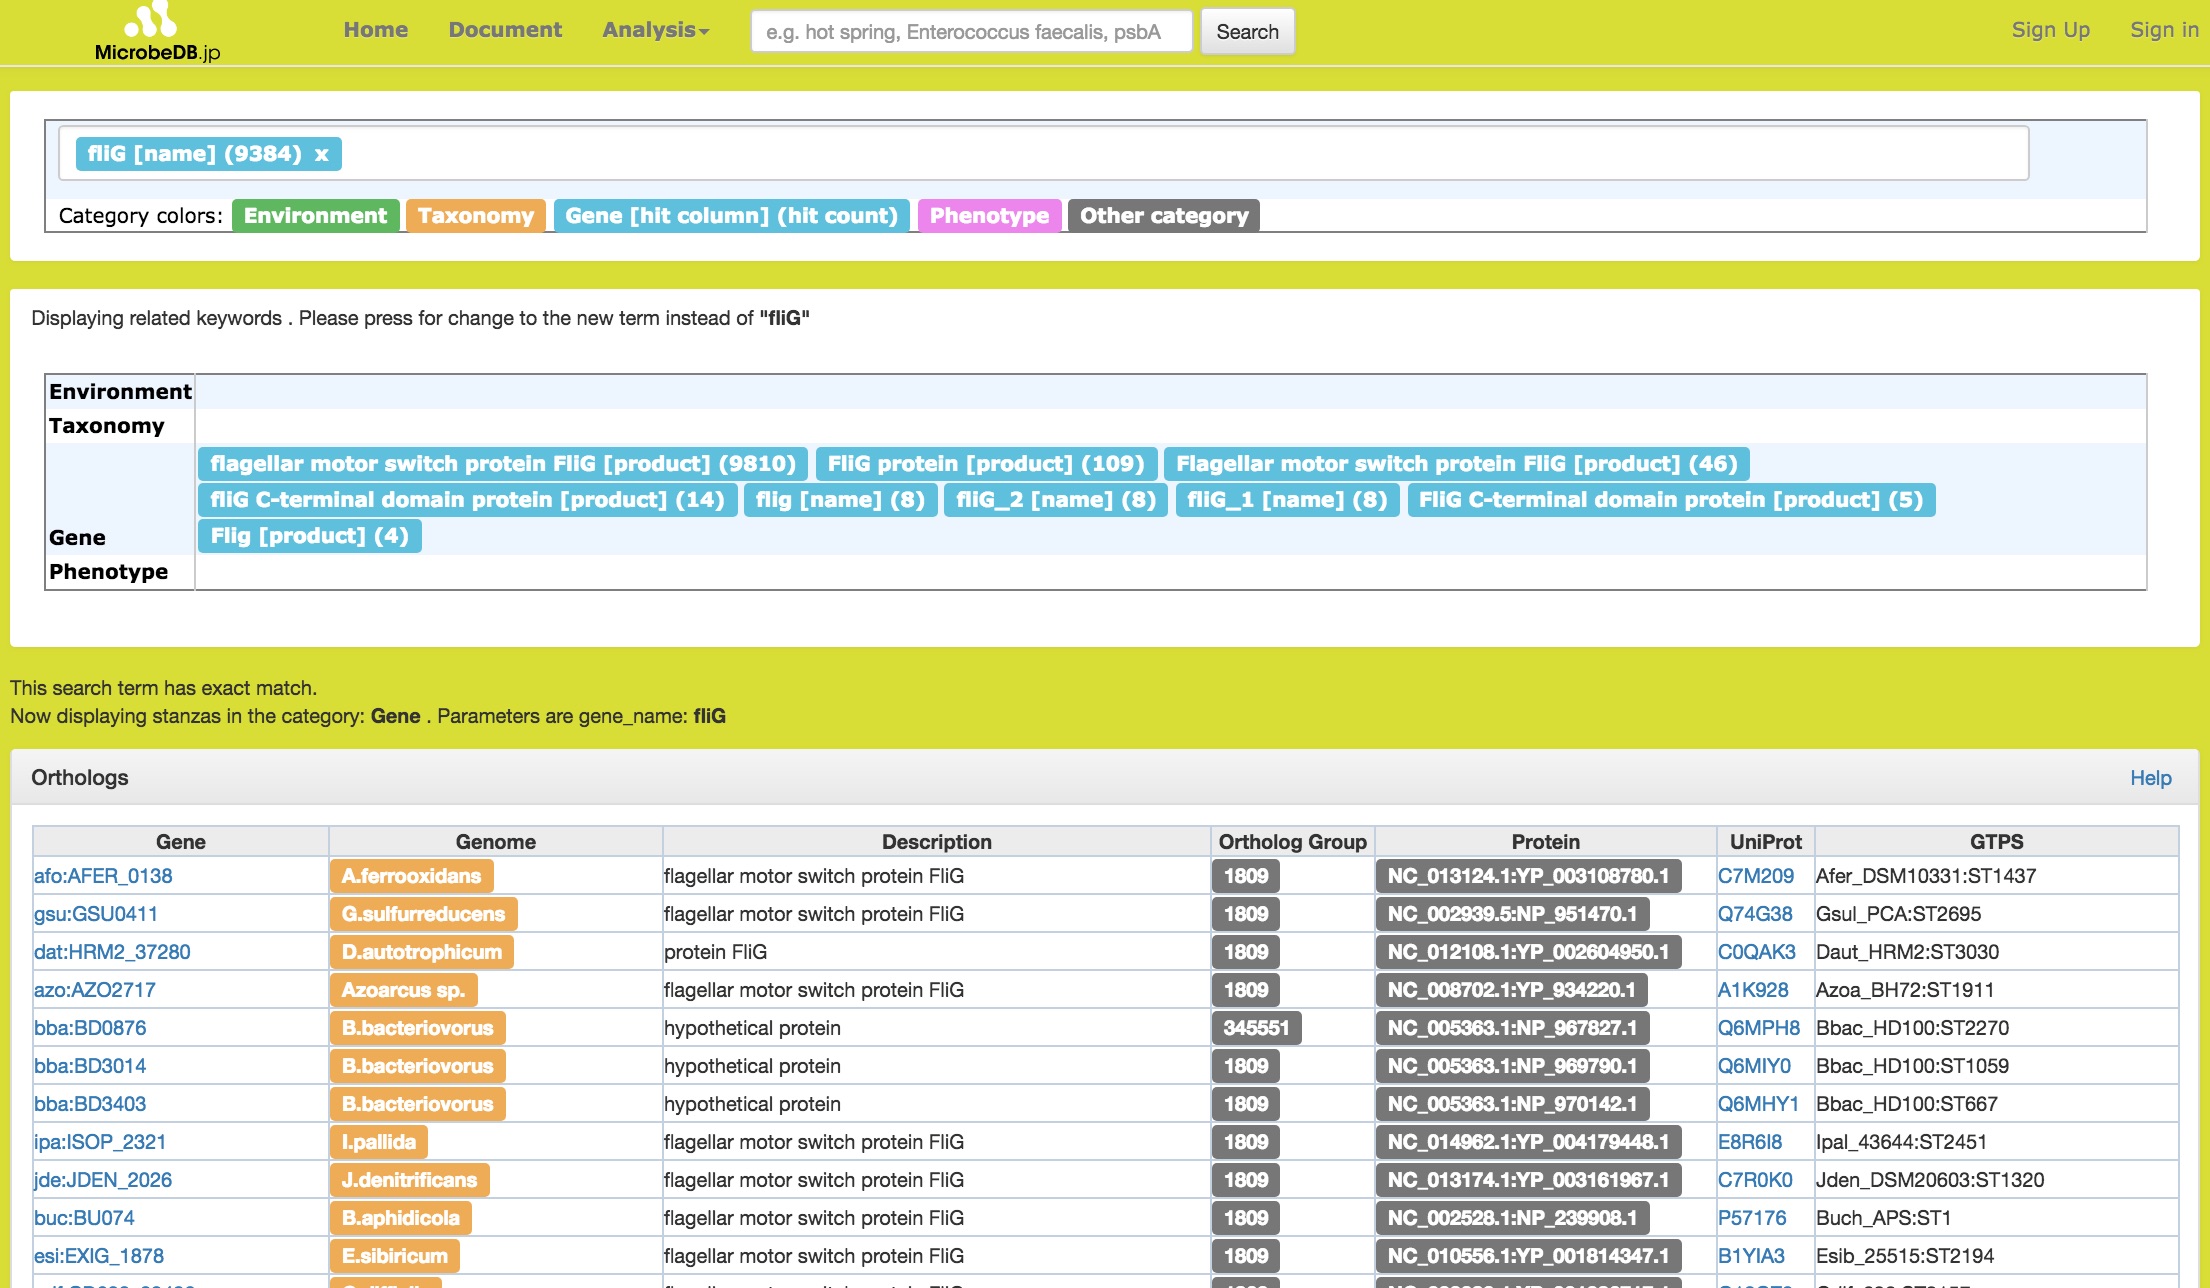 MicrobeDB.jp
Home Document Analysis e.g. hot spring, Enterococcus faecalis, psbA Search Sign Up Sign in
fliG [name] (9384) x
Category colors: Environment Taxonomy Gene [hit column] (hit count) Phenotype Other category
Displaying related keywords . Please press for change to the new term instead of "fliG"
Environment
Taxonomy
flagellar motor switch protein FliG [product] (9810) FliG protein [product] (109) Flagellar motor switch protein FliG [product] (46)
fliG C-terminal domain protein [product] (14) flig [name] (8) fliG_2 [name] (8) fliG_1 [name] (8) FliG C-terminal domain protein [product] (5)
Gene Flig [product] (4)
Phenotype
This search term has exact match.
Now displaying stanzas in the category: Gene . Parameters are gene_name: fliG
Orthologs Help
Gene Genome Description Ortholog Group Protein UniProt GTPS
afo:AFER_0138 A.ferrooxidans flagellar motor switch protein FliG 1809 NC_013124.1:YP_003108780.1 C7M209 Afer_DSM10331:ST1437
gsu:GSU0411 G.sulfurreducens flagellar motor switch protein FliG 1809 NC_002939.5:NP_951470.1 Q74G38 Gsul_PCA:ST2695
dat:HRM2_37280 D.autotrophicum protein FliG 1809 NC_012108.1:YP_002604950.1 C0QAK3 Daut_HRM2:ST3030
azo:AZO2717 Azoarcus sp. flagellar motor switch protein FliG 1809 NC_008702.1:YP_934220.1 A1K928 Azoa_BH72:ST1911
bba:BD0876 B.bacteriovorus hypothetical protein 345551 NC_005363.1:NP_967827.1 Q6MPH8 Bbac_HD100:ST2270
bba:BD3014 B.bacteriovorus hypothetical protein 1809 NC_005363.1:NP_969790.1 Q6MIY0 Bbac_HD100:ST1059
bba:BD3403 B.bacteriovorus hypothetical protein 1809 NC_005363.1:NP_970142.1 Q6MHY1 Bbac_HD100:ST667
ipa:ISOP_2321 I.pallida flagellar motor switch protein FliG 1809 NC_014962.1:YP_004179448.1 E8R6I8 Ipal_43644:ST2451
jde:JDEN_2026 J.denitrificans flagellar motor switch protein FliG 1809 NC_013174.1:YP_003161967.1 C7R0K0 Jden_DSM20603:ST1320
buc:BU074 B.aphidicola flagellar motor switch protein FliG 1809 NC_002528.1:NP_239908.1 P57176 Buch_APS:ST1
esi:EXIG_1878 E.sibiricum flagellar motor switch protein FliG 1809 NC_010556.1:YP_001814347.1 B1YIA3 Esib_25515:ST2194